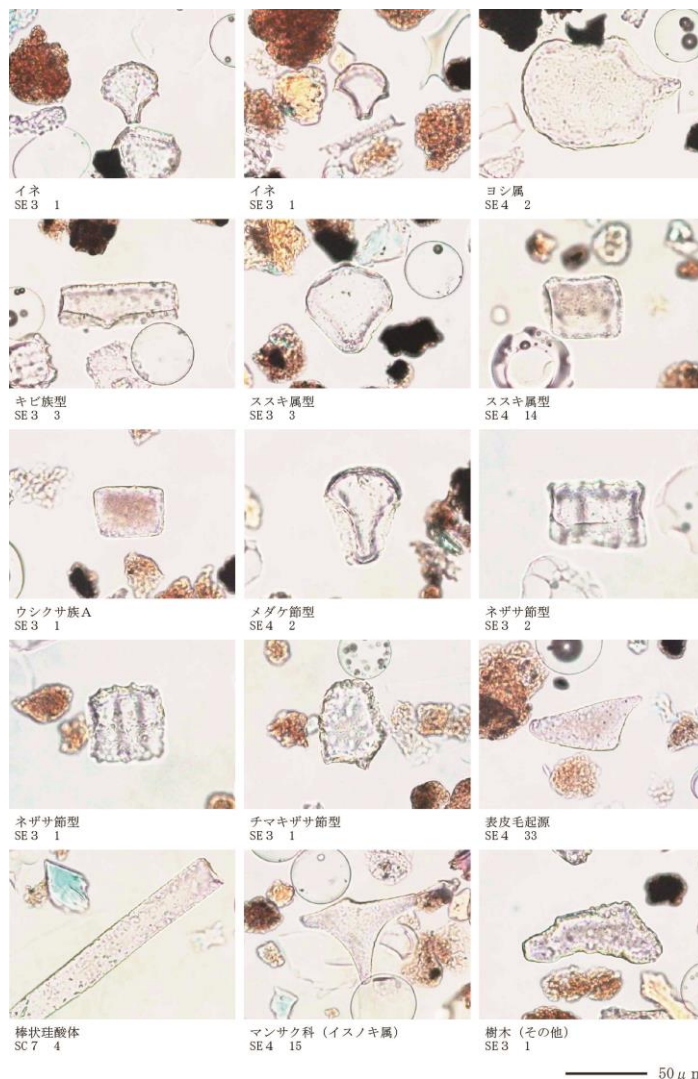 イネ
SE３ 1
イネ
SE３ 1
ヨシ属
SE４ 2
キビ族型
SE３ 3
ススキ属型
SE３ 3
ススキ属型
SE４ 14
ウシクサ族Ａ
SE３ 1
メダケ節型
SE４ 2
ネザサ節型
SE３ 2
ネザサ節型
SE３ 1
チマキザサ節型
SE３ 1
表皮毛起源
SE４ 33
棒状珪酸体
SC７ 4
マンサク科（イスノキ属）
SE４ 15
樹木（その他）
SE３ 1
50μm